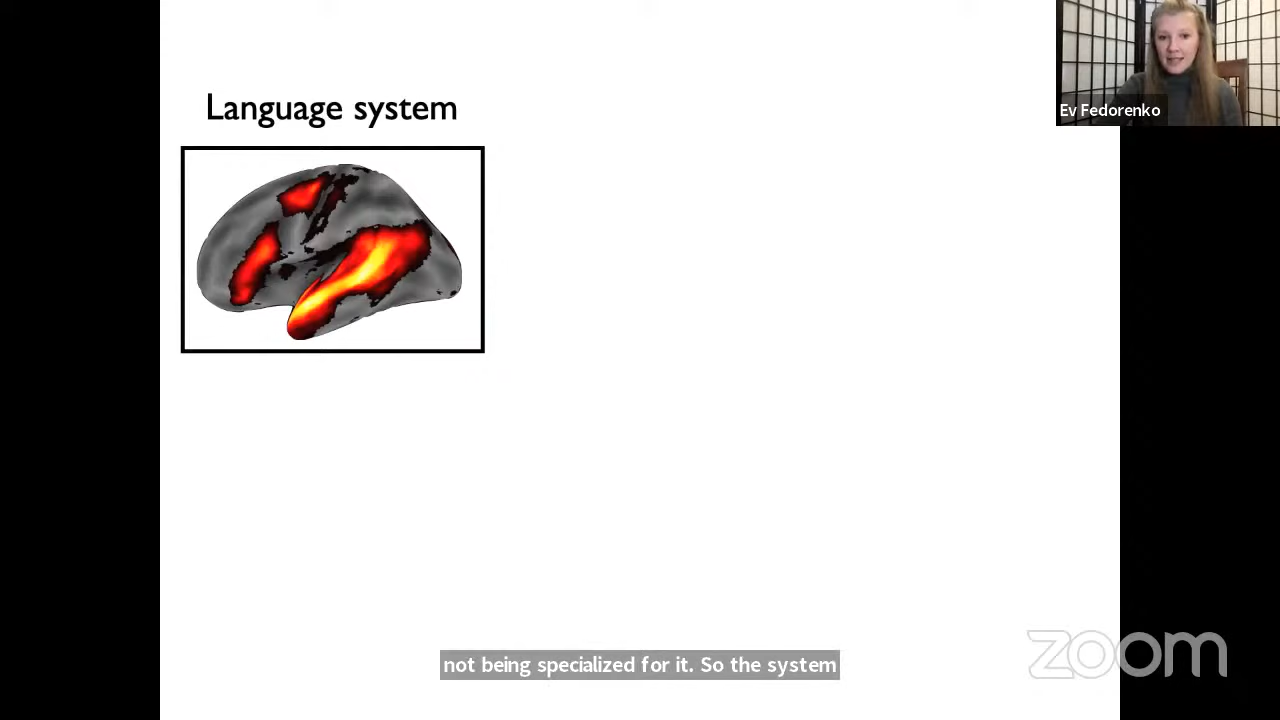 Language system
Ev Fedorenko
not being specialized for it. So the system
zoom